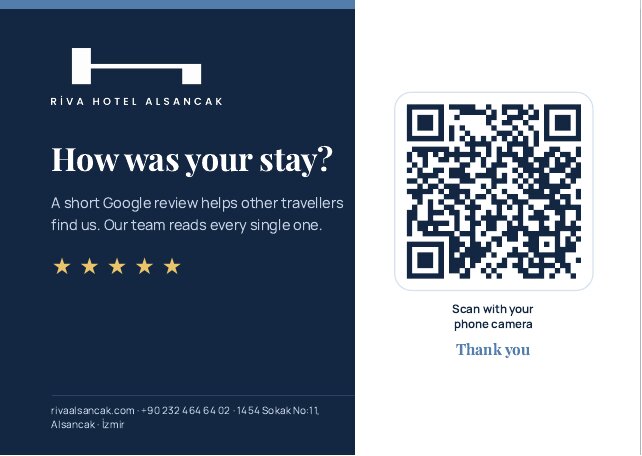 RİVA HOTEL ALSANCAK
How was your stay?
A short Google review helps other travellers
find us. Our team reads every single one.
rivaalsancak.com · +90 232 464 64 02 · 1454 Sokak No:11,
Alsancak · İzmir
Scan with your
phone camera
Thank you